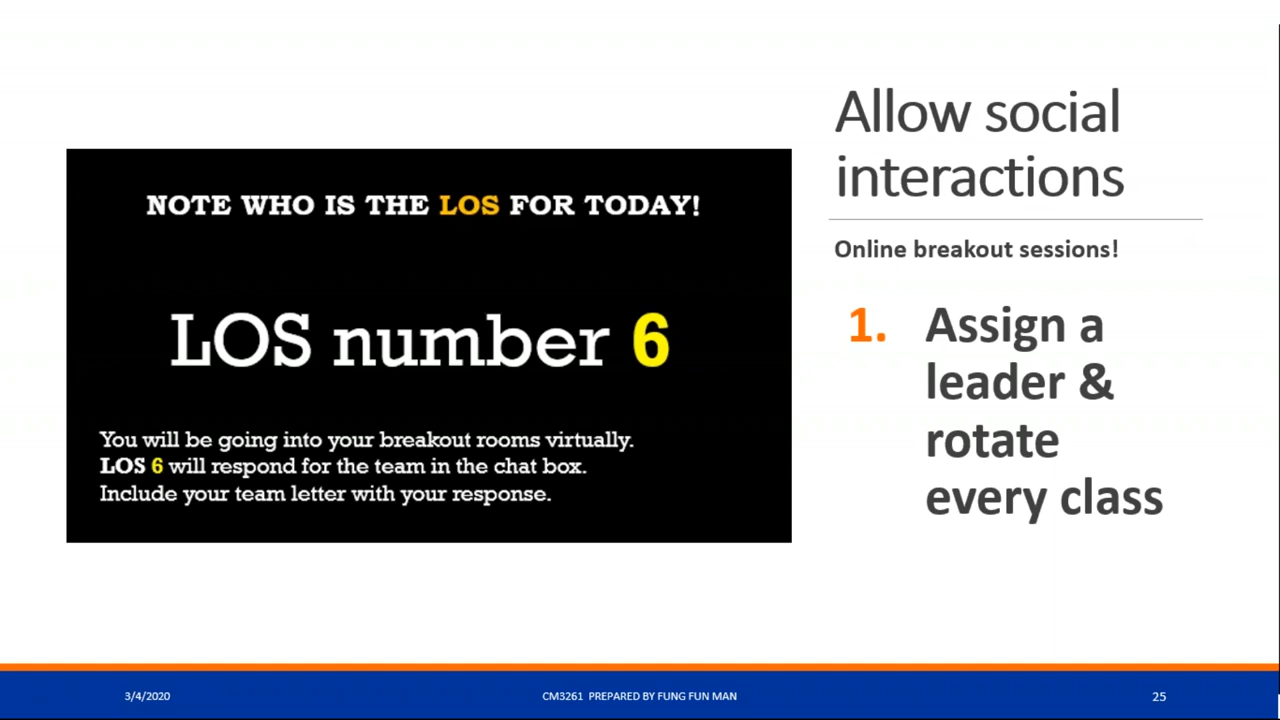 Allow social
interactions
Online breakout sessions!
1. Assign a
leader &
rotate
every class
NOTE WHO IS THE LOS FOR TODAY!
LOS number 6
You will be going into your breakout rooms virtually.
LOS 6 will respond for the team in the chat box.
Include your team letter with your response.
3/4/2020
CM3261 PREPARED BY FUNG FUN MAN
25